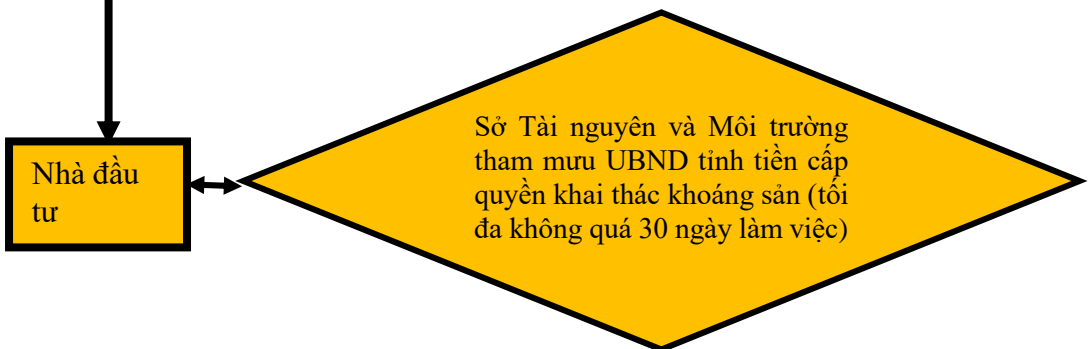 Nhà đầu
tư
Sở Tài nguyên và Môi trường
tham mưu UBND tỉnh tiền cấp
quyền khai thác khoáng sản (tối
đa không quá 30 ngày làm việc)